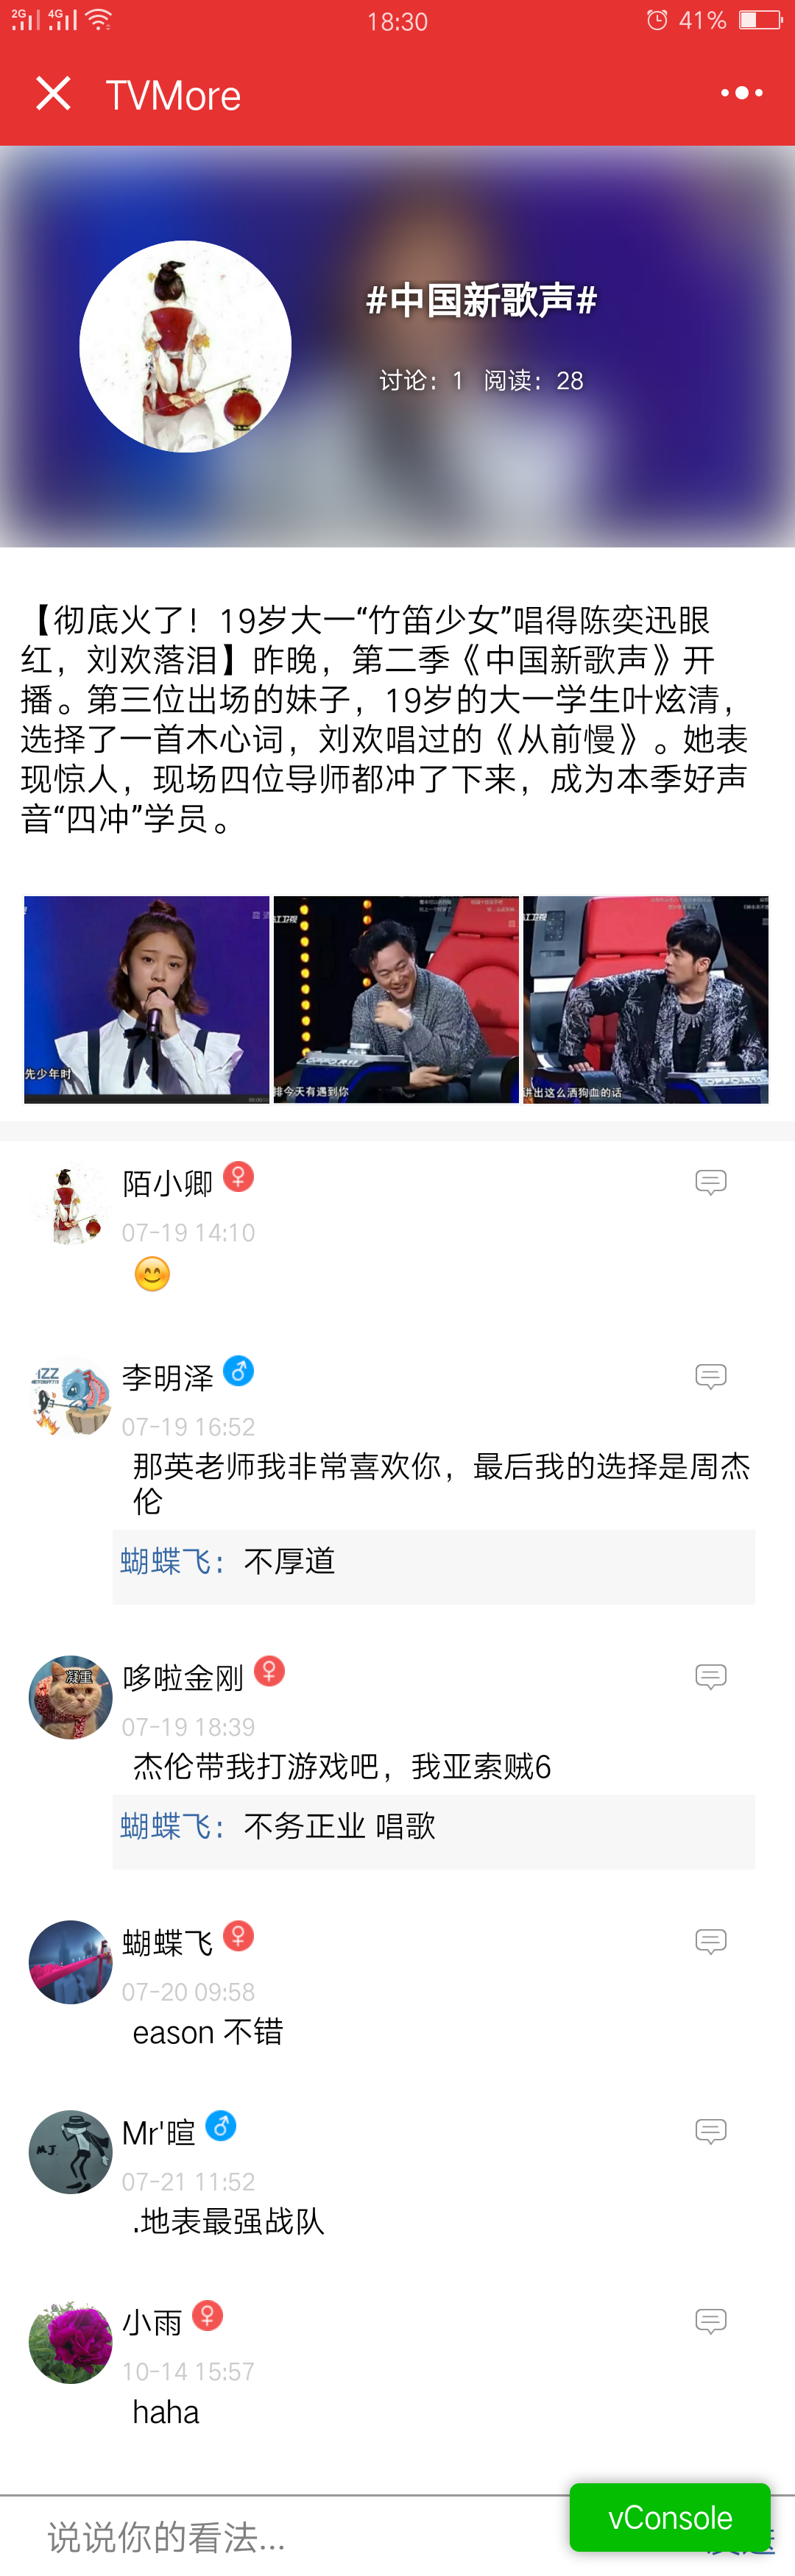 2G 4G 18:30 41%
TVMore
#中国新歌声#
讨论：1 阅读：28
【彻底火了！19岁大一“竹笛少女”唱得陈奕迅眼
红，刘欢落泪】昨晚，第二季《中国新歌声》开
播。第三位出场的妹子，19岁的大一学生叶炫清，
选择了一首木心词，刘欢唱过的《从前慢》。她表
现惊人，现场四位导师都冲了下来，成为本季好声
音“四冲”学员。
先少年时
江卫视
排今天有遇到你
江卫视
讲出这么洒狗血的话
陌小卿
07-19 14:10
李明泽
07-19 16:52
那英老师我非常喜欢你，最后我的选择是周杰
伦
蝴蝶飞：不厚道
凝重
哆啦金刚
07-19 18:39
杰伦带我打游戏吧，我亚索贼6
蝴蝶飞：不务正业 唱歌
蝴蝶飞
07-20 09:58
eason 不错
M.J.
Mr'暄
07-21 11:52
.地表最强战队
小雨
10-14 15:57
haha
说说你的看法...
vConsole